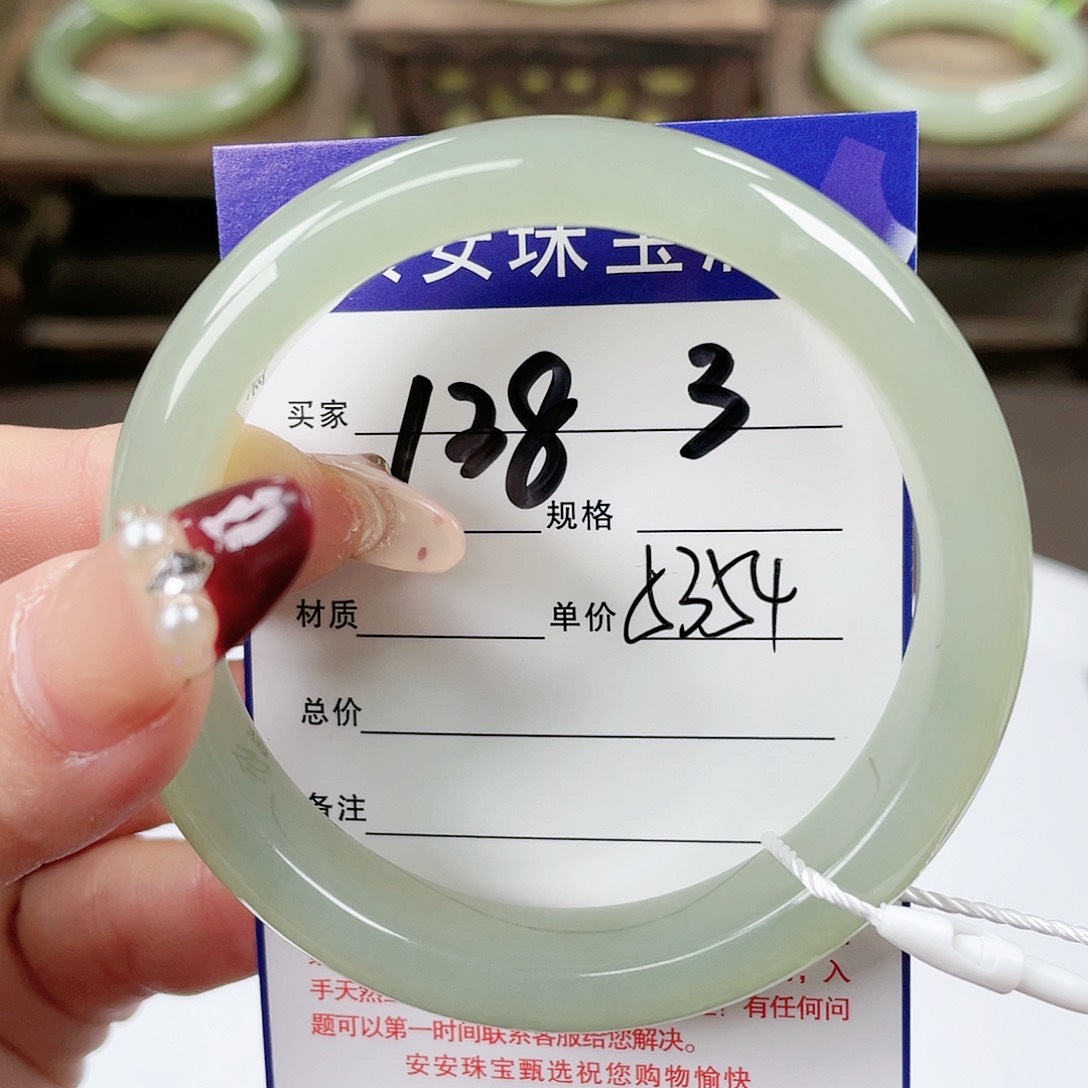 安珠宝
买家 128 3
规格
材质 单价 5354
总价
备注
，入
手天然 有任何问
题可以第一时间联系客服给您解决。
安安珠宝甄选祝您购物愉快